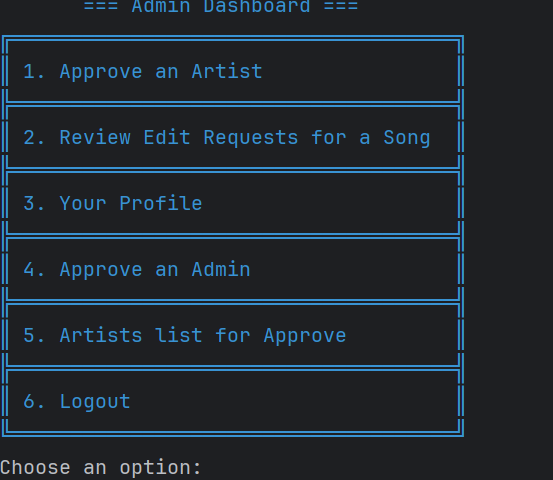 === Admin Dashboard ===
1. Approve an Artist
2. Review Edit Requests for a Song
3. Your Profile
4. Approve an Admin
5. Artists list for Approve
6. Logout
Choose an option: